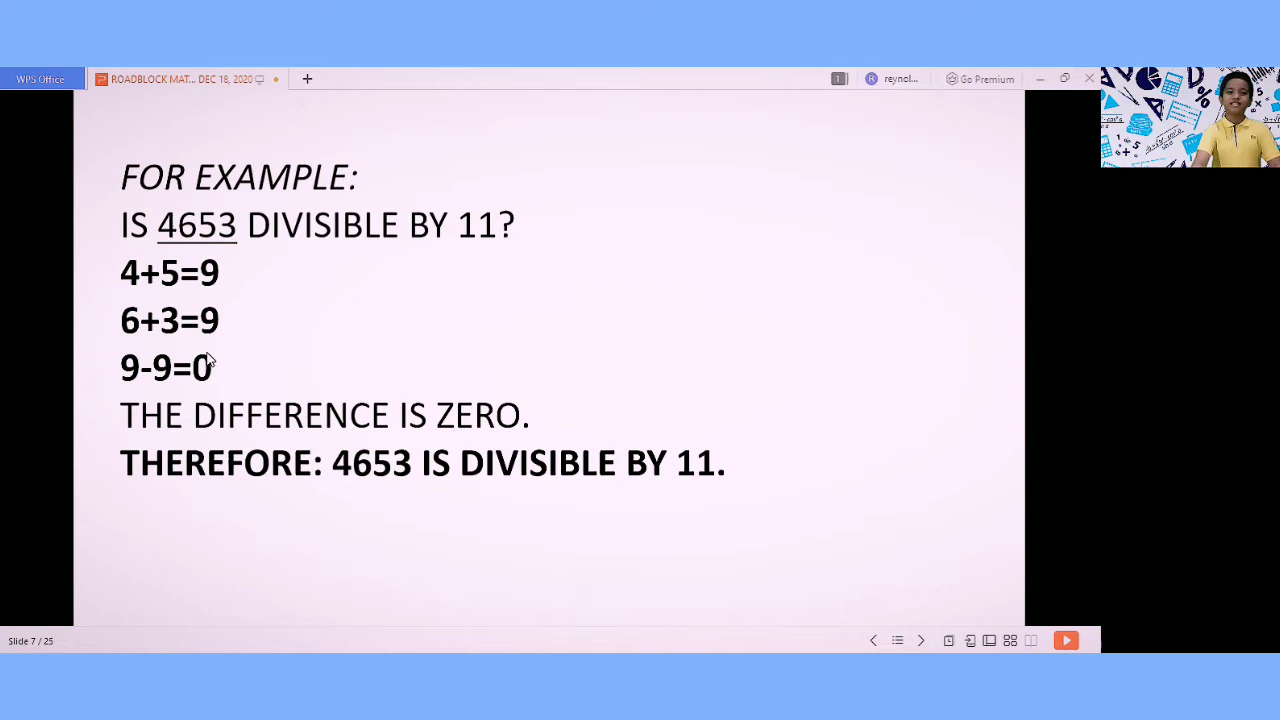 WPS Office
ROADBLOCK MAT... DEC 18, 2020
+
1
R reynol...
Go Premium
FOR EXAMPLE:
IS 4653 DIVISIBLE BY 11?
4+5=9
6+3=9
9-9=0
THE DIFFERENCE IS ZERO.
THEREFORE: 4653 IS DIVISIBLE BY 11.
Slide 7 / 25